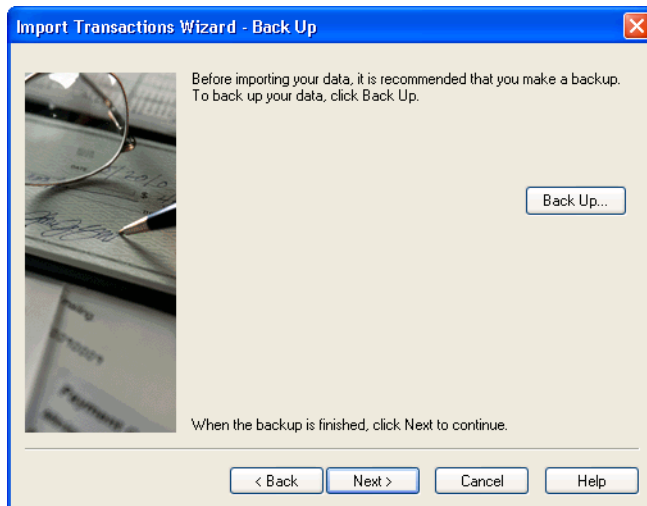 Import Transactions Wizard - Back Up
Before importing your data, it is recommended that you make a backup.
To back up your data, click Back Up.
Back Up...
When the backup is finished, click Next to continue.
< Back
Next >
Cancel
Help